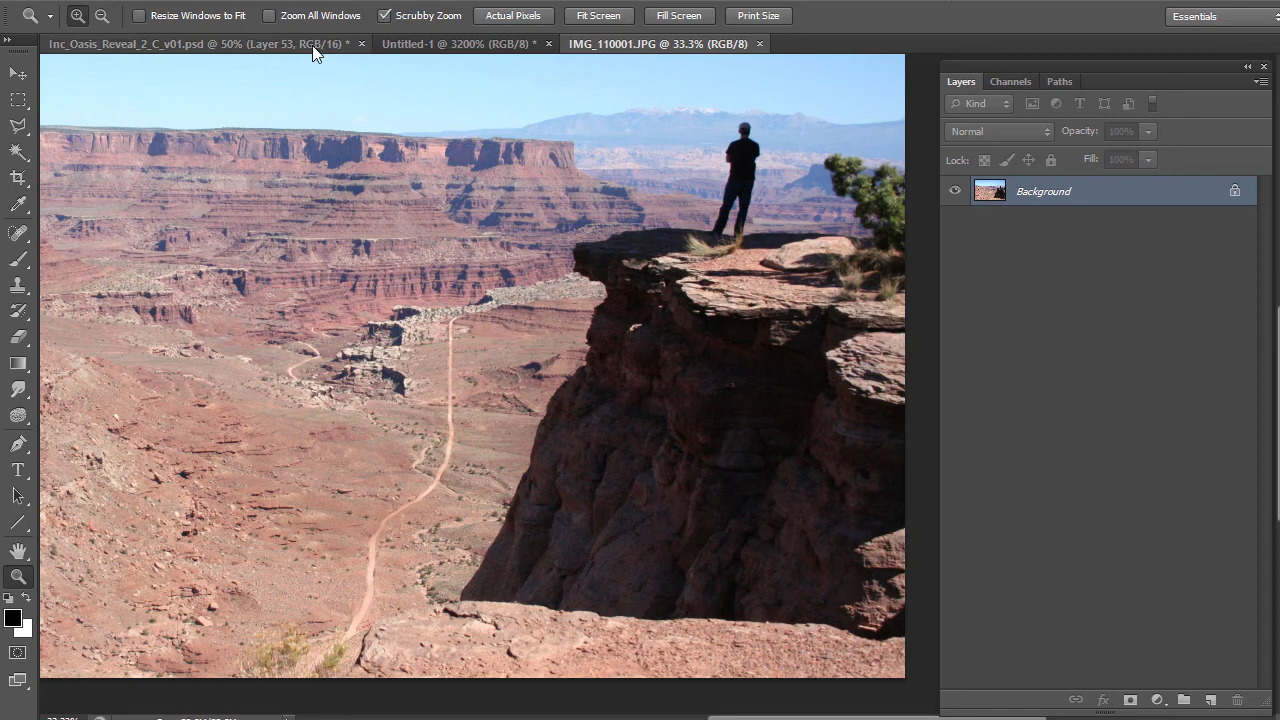 Resize Windows to Fit Zoom All Windows Scrubby Zoom Actual Pixels Fit Screen Fill Screen Print Size Essentials
Inc_Oasis_Reveal_2_C_v01.psd @ 50% (Layer 53, RGB/16) * × Untitled-1 @ 3200% (RGB/8) * × IMG_110001.JPG @ 33.3% (RGB/8) ×
Layers Channels Paths
Kind
Normal Opacity: 100%
Lock: Fill: 100%
Background